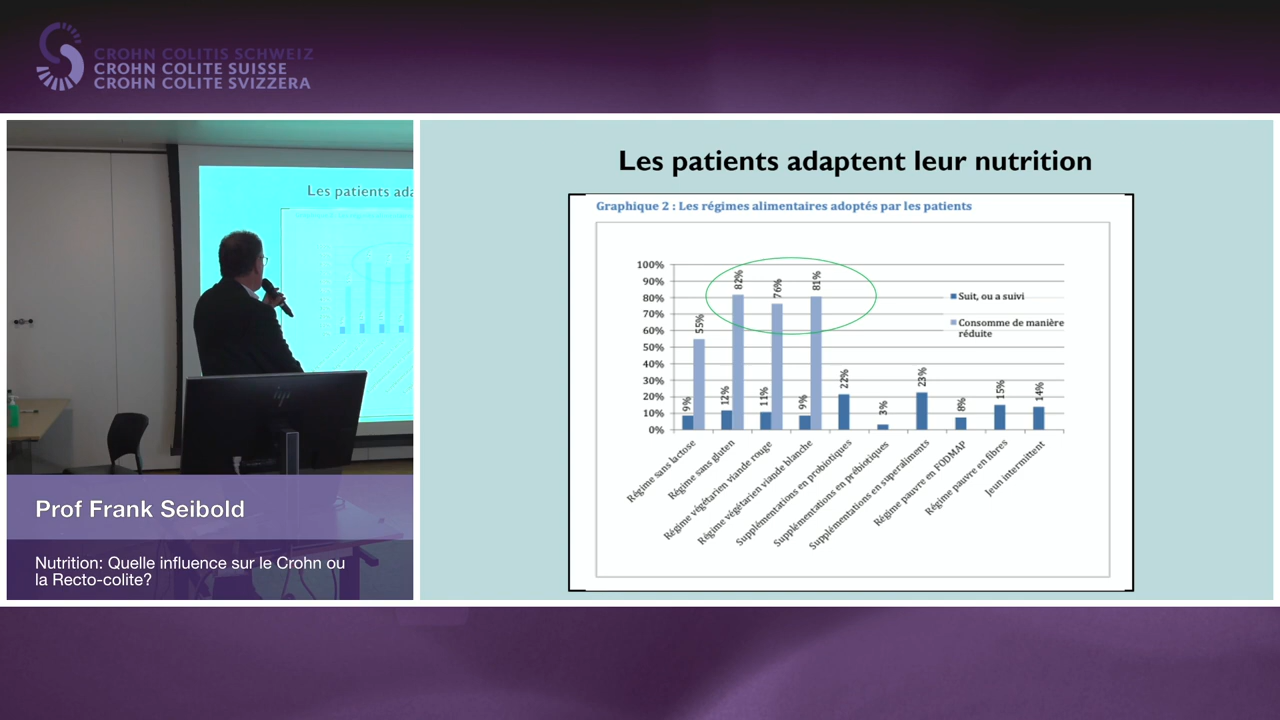 CROHN COLITIS SCHWEIZ
CROHN COLITE SUISSE
CROHN COLITE SVIZZERA
Les patients ada
hp
Prof Frank Seibold
Nutrition: Quelle influence sur le Crohn ou
la Recto-colite?
Les patients adaptent leur nutrition
Graphique 2 : Les régimes alimentaires adoptés par les patients
100%
90%
80%
70%
60%
50%
40%
30%
20%
10%
0%
9%
55%
12%
82%
11%
76%
9%
81%
22%
3%
23%
8%
15%
14%
Suit, ou a suivi
Consomme de manière
réduite
Régime sans lactose
Régime sans gluten
Régime végétarien viande rouge
Régime végétarien viande blanche
Supplémentations en probiotiques
Supplémentations en prébiotiques
Supplémentations en superaliments
Régime pauvre en FODMAP
Régime pauvre en fibres
Jeun intermittent